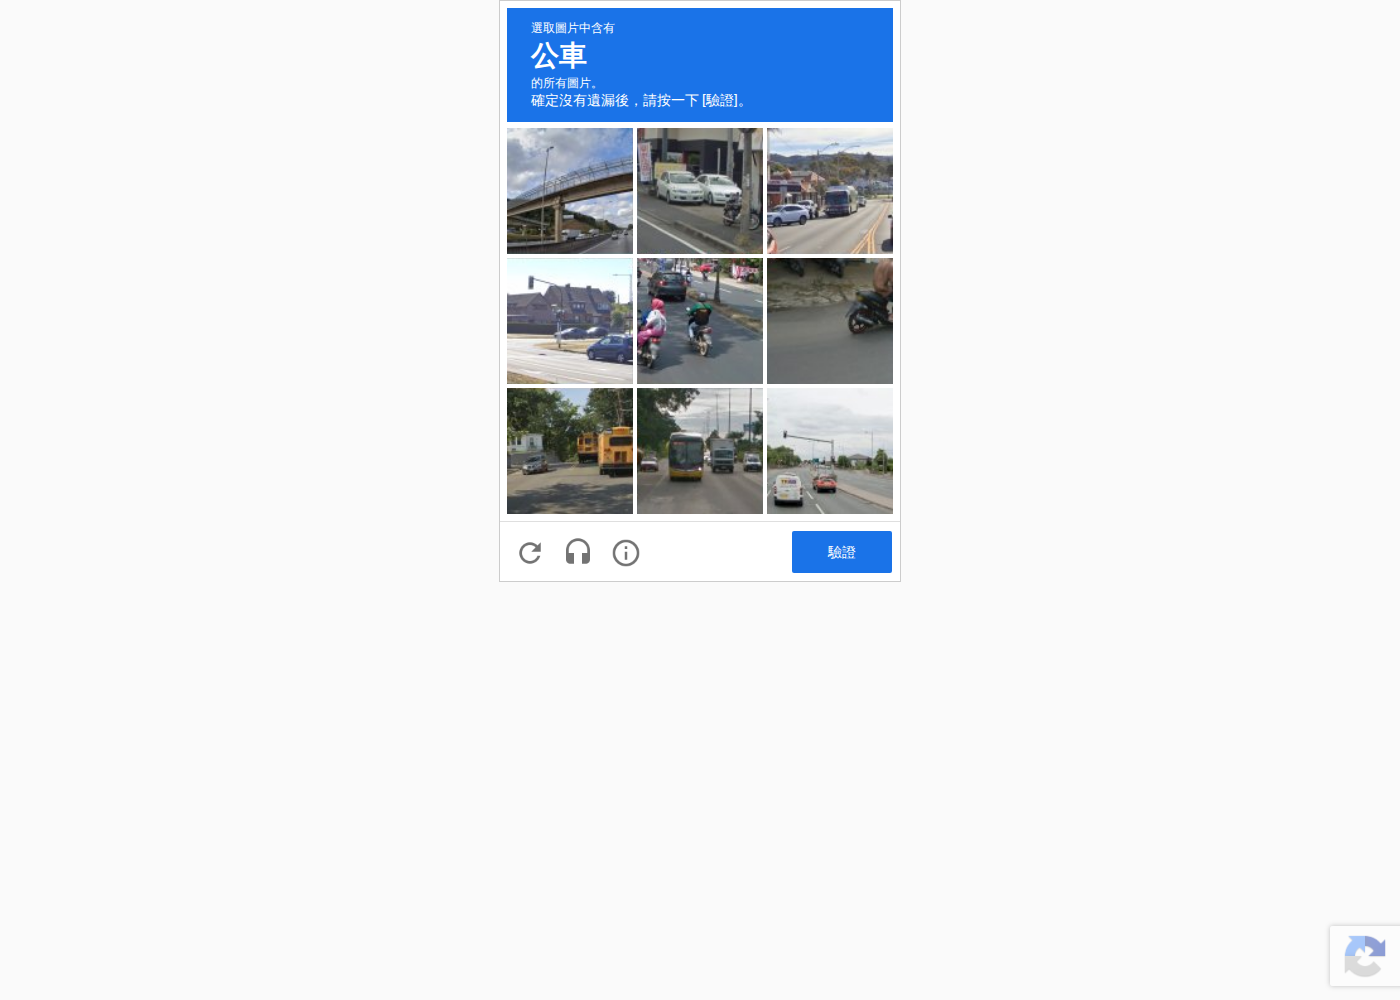 選取圖片中含有
公車
的所有圖片。
確定沒有遺漏後，請按一下 [驗證]。
驗證